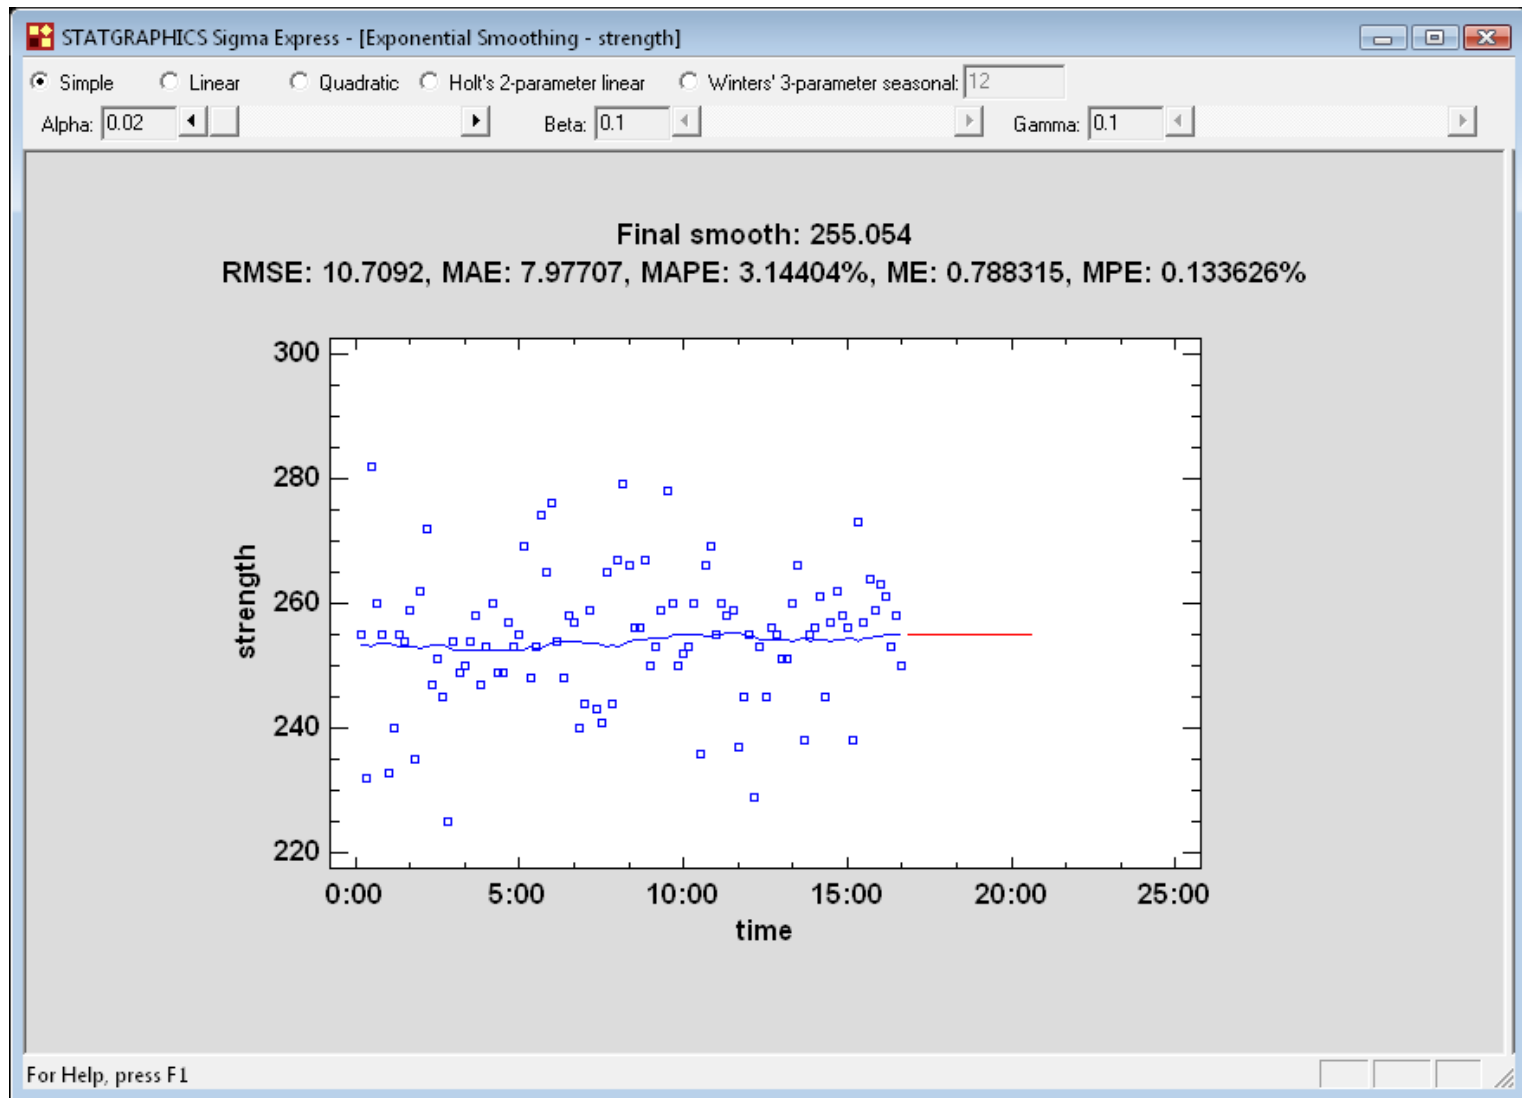 STATGRAPHICS Sigma Express - [Exponential Smoothing - strength]
Simple Linear Quadratic Holt's 2-parameter linear Winters' 3-parameter seasonal: 12
Alpha: 0.02 Beta: 0.1 Gamma: 0.1
Final smooth: 255.054
RMSE: 10.7092, MAE: 7.97707, MAPE: 3.14404%, ME: 0.788315, MPE: 0.133626%
300
280
260
240
220
strength
0:00 5:00 10:00 15:00 20:00 25:00
time
For Help, press F1